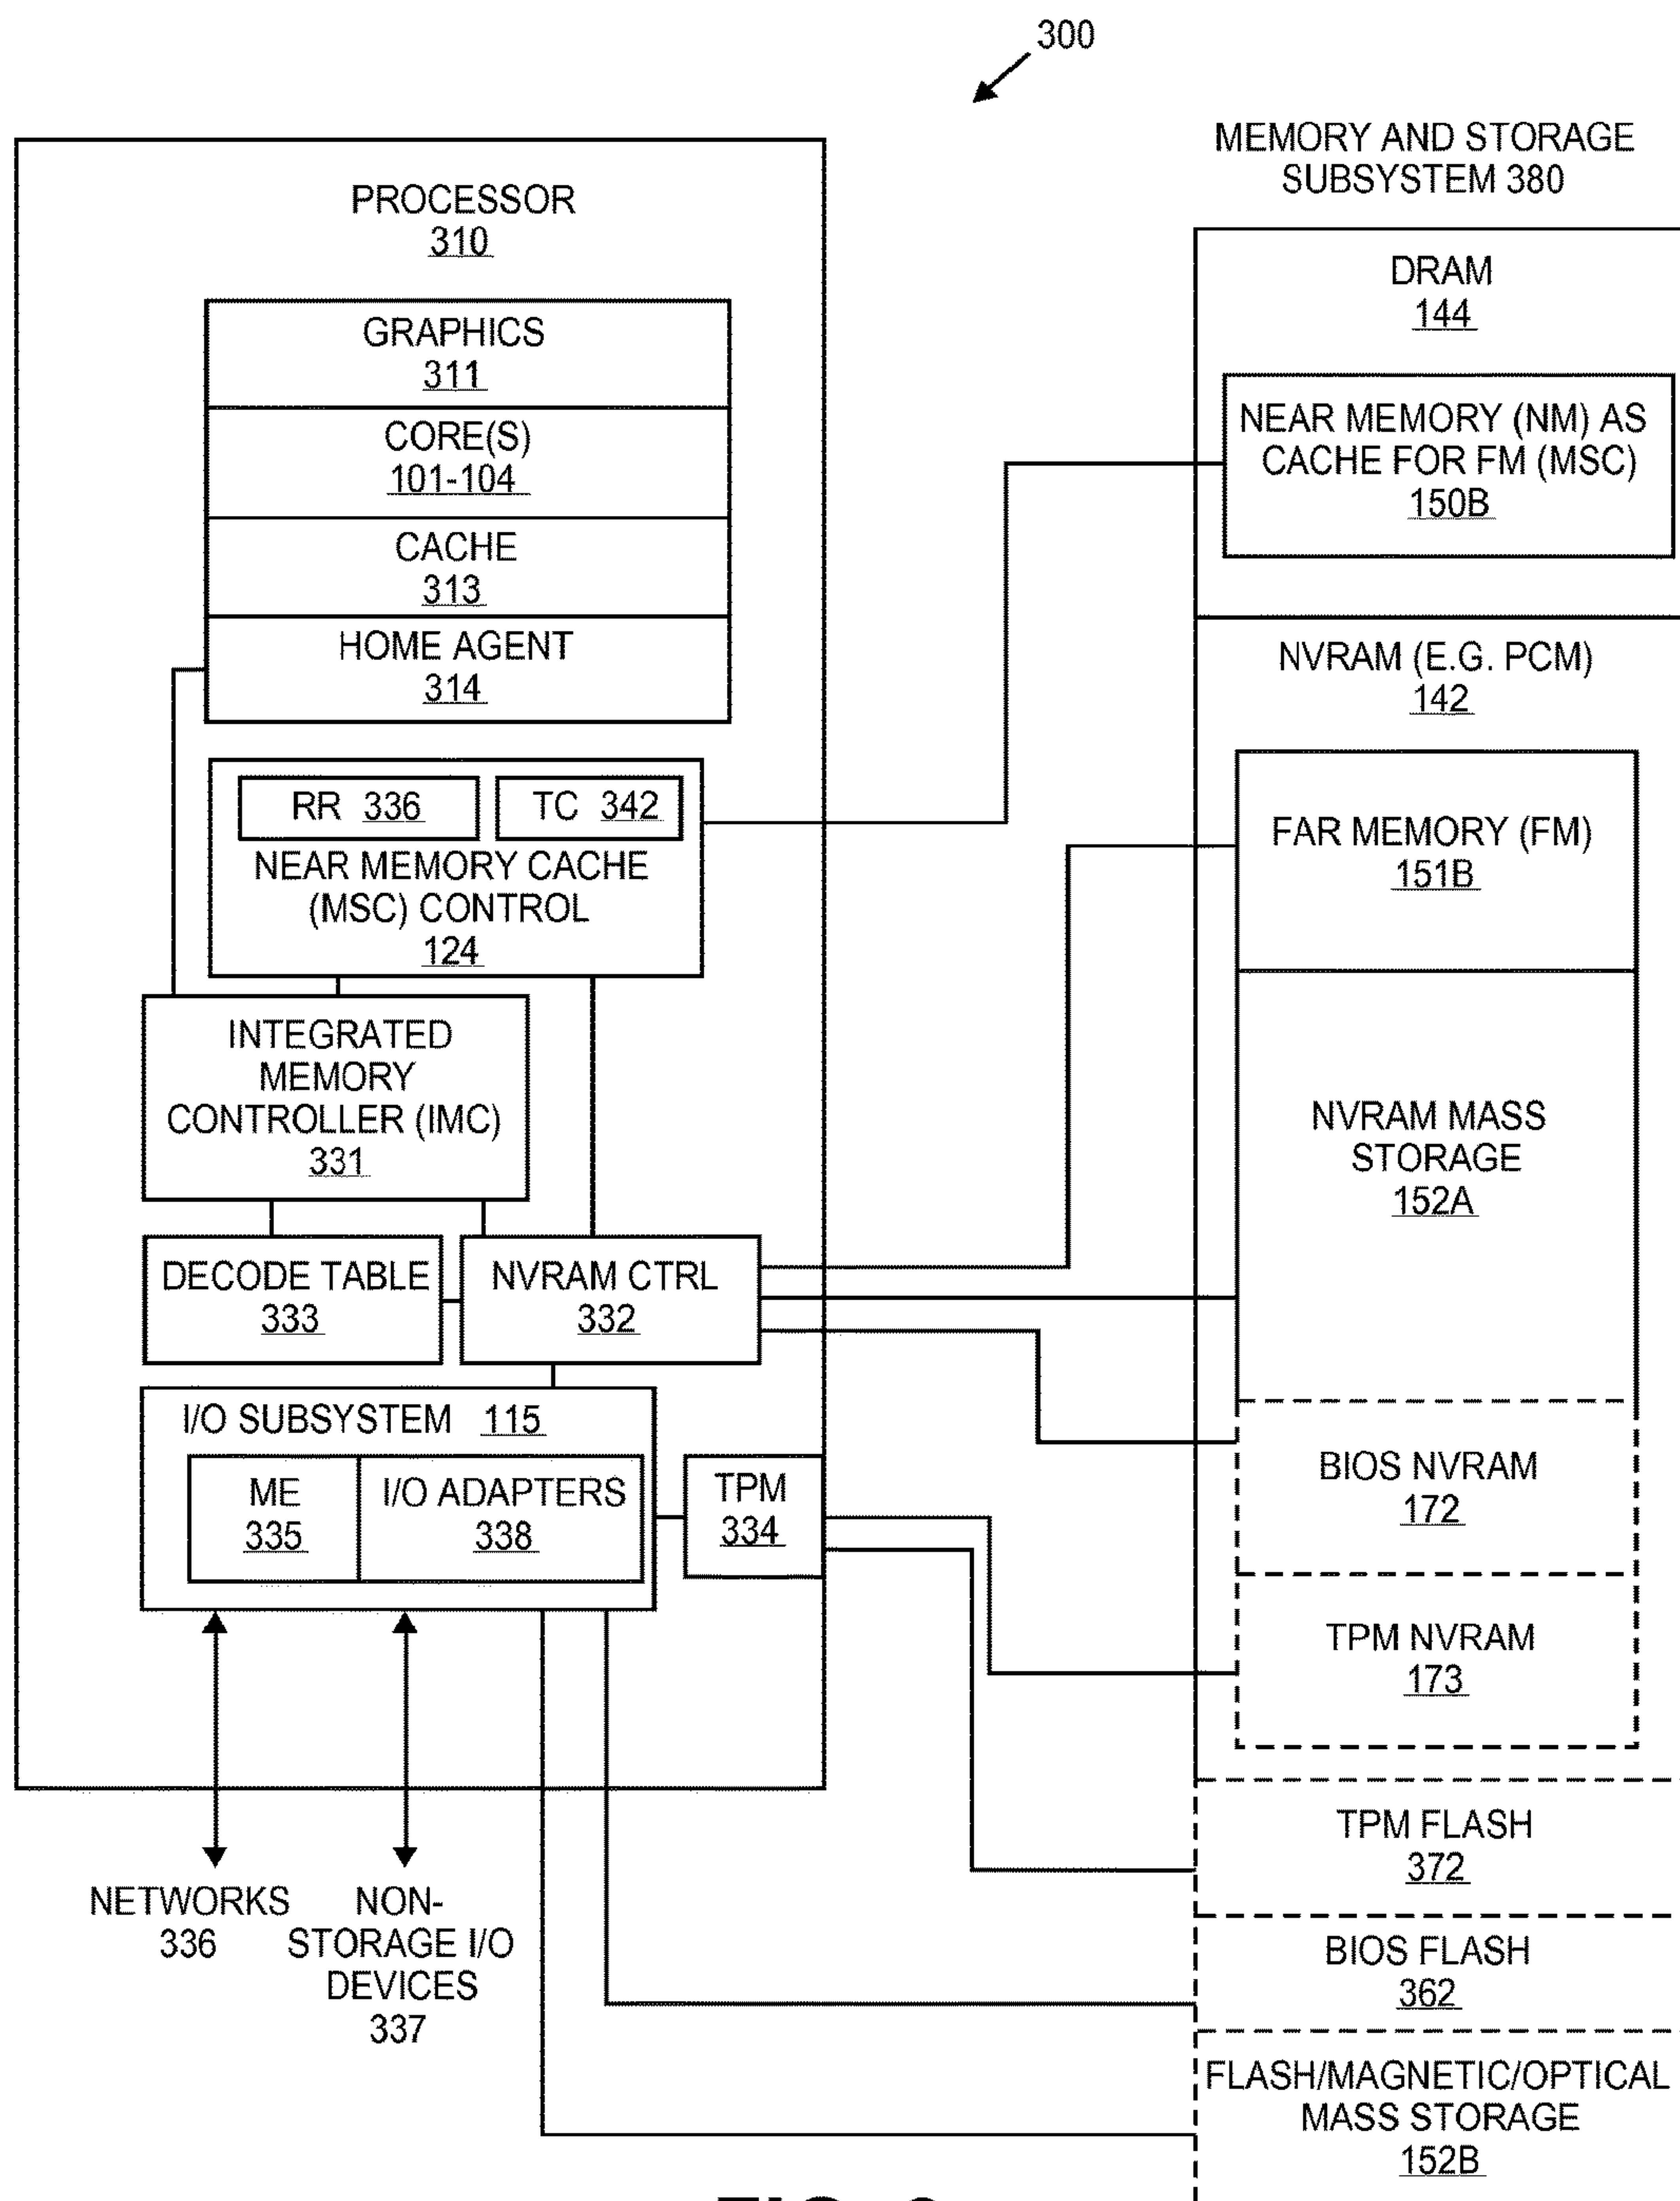 300
PROCESSOR
310
GRAPHICS
311
CORE(S)
101-104
CACHE
313
HOME AGENT
314
RR 336
TC 342
NEAR MEMORY CACHE
(MSC) CONTROL
124
INTEGRATED
MEMORY
CONTROLLER (IMC)
331
DECODE TABLE
333
NVRAM CTRL
332
I/O SUBSYSTEM 115
ME
335
I/O ADAPTERS
338
TPM
334
NETWORKS
336
NON-
STORAGE I/O
DEVICES
337
MEMORY AND STORAGE
SUBSYSTEM 380
DRAM
144
NEAR MEMORY (NM) AS
CACHE FOR FM (MSC)
150B
NVRAM (E.G. PCM)
142
FAR MEMORY (FM)
151B
NVRAM MASS
STORAGE
152A
BIOS NVRAM
172
TPM NVRAM
173
TPM FLASH
372
BIOS FLASH
362
FLASH/MAGNETIC/OPTICAL
MASS STORAGE
152B